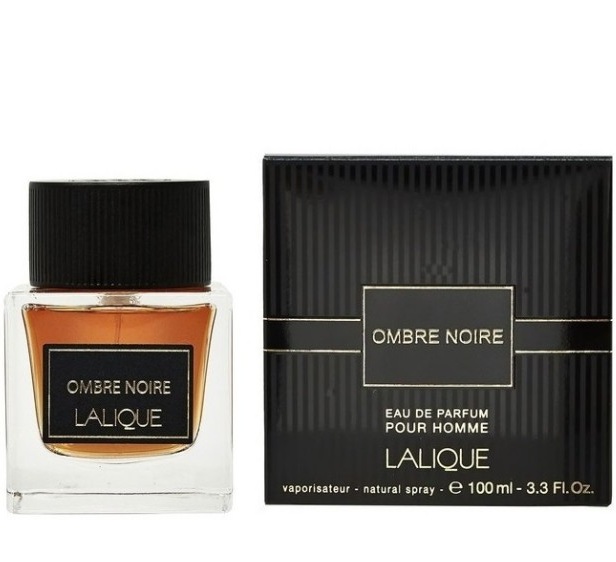 OMBRE NOIRE
LALIQUE
OMBRE NOIRE
EAU DE PARFUM
POUR HOMME
LALIQUE
vaporisateur - natural spray - ℮ 100 ml - 3.3 Fl.Oz.